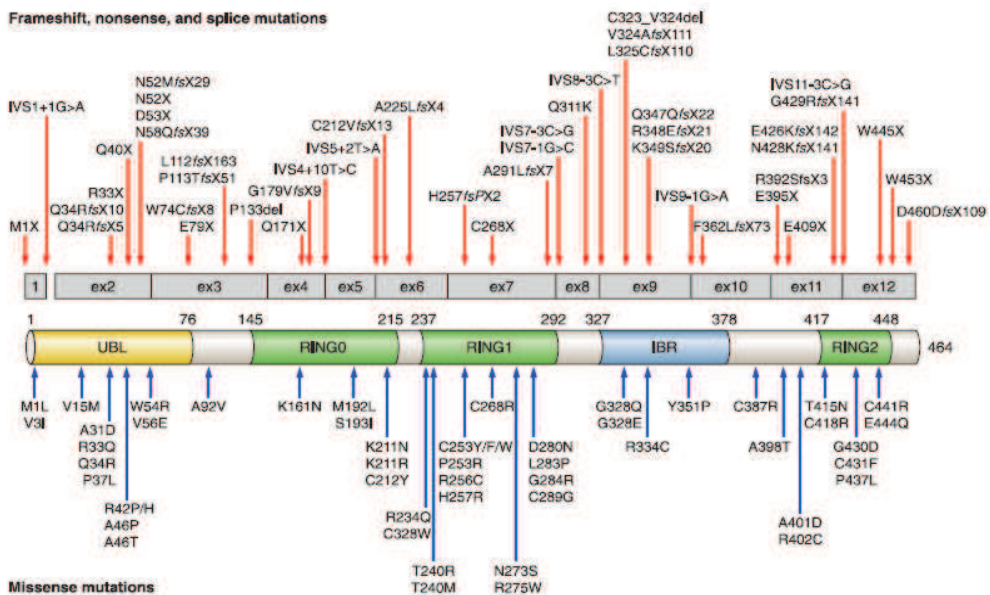 Frameshift, nonsense, and splice mutations
C323_V324del
V324AfsX111
L325CfsX110
IVS8-3C>T
IVS11-3C>G
G429RfsX141
N52MfsX29
N52X
D53X
N58QfsX39
IVS1+1G>A
A225LfsX4
Q311K
Q347QfsX22
R348EfsX21
K349SfsX20
C212VfsX13
IVS7-3C>G
IVS7-1G>C
E426KfsX142
N428KfsX141
W445X
Q40X
IVS5+2T>A
L112fsX163
P113TfsX51
IVS4+10T>C
A291LfsX7
R392SfsX3
E395X
W453X
R33X
Q34RfsX10
Q34RfsX5
G179VfsX9
H257fsPX2
IVS9-1G>A
M1X
W74CfsX8
E79X
P133del
Q171X
C268X
F362LfsX73
E409X
D460DfsX109
1 ex2 ex3 ex4 ex5 ex6 ex7 ex8 ex9 ex10 ex11 ex12
1 76 145 215 237 292 327 378 417 448
UBL RING0 RING1 IBR RING2 464
M1L
V3I
V15M
A31D
R33Q
Q34R
P37L
R42P/H
A46P
A46T
W54R
V56E
A92V
K161N
M192L
S193I
K211N
K211R
C212Y
R234Q
C328W
T240R
T240M
C253Y/F/W
P253R
R256C
H257R
C268R
N273S
R275W
D280N
L283P
G284R
C289G
G328Q
G328E
R334C
Y351P
C387R
A398T
A401D
R402C
T415N
C418R
G430D
C431F
P437L
C441R
E444Q
Missense mutations